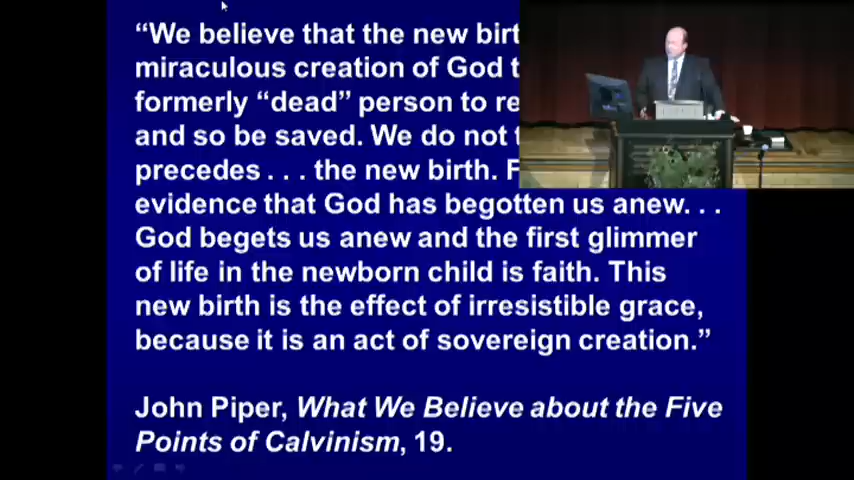 “We believe that the new
miraculous creation of God
formerly “dead” person to
and so be saved. We do not
precedes . . . the new birth.
evidence that God has begotten us anew. . .
God begets us anew and the first glimmer
of life in the newborn child is faith. This
new birth is the effect of irresistible grace,
because it is an act of sovereign creation.”
John Piper, What We Believe about the Five
Points of Calvinism, 19.